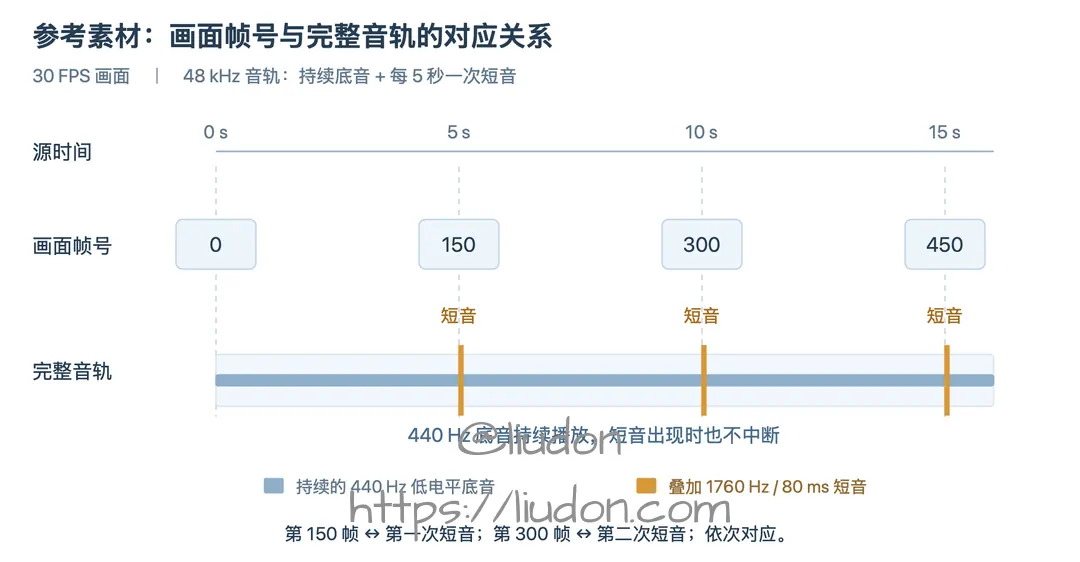 参考素材：画面帧号与完整音轨的对应关系
30 FPS 画面 | 48 kHz 音轨：持续底音 + 每 5 秒一次短音
0 s 5 s 10 s 15 s
源时间
画面帧号 0 150 300 450
短音 短音 短音
完整音轨
440 Hz 底音持续播放，短音出现时也不中断
@liudon
持续的 440 Hz 低电平底音 叠加 1760 Hz / 80 ms 短音
https://liudon.com
第 150 帧 ↔ 第一次短音；第 300 帧 ↔ 第二次短音；依次对应。